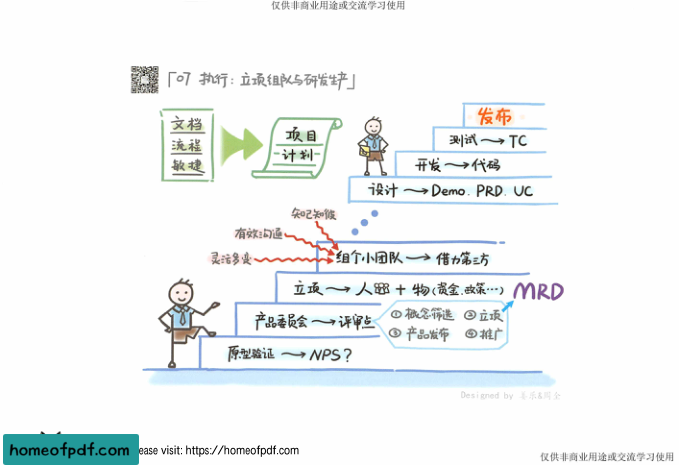 仅供非商业用途或交流学习使用
「07 执行：立项组队与研发生产」
文档
流程
敏捷
项目
计划
发布
测试→TC
开发→代码
设计→Demo、PRD、UC
知己知彼
有效沟通
灵活多变
组个小团队→借力第三方
立项→人 + 物(资金、政策…)
MRD
产品委员会→评审点
①概念筛选 ②立项
③产品发布 ④推广
原型验证→NPS？
Designed by
homeofpdf.com
ease visit: https://homeofpdf.com
仅供非商业用途或交流学习使用